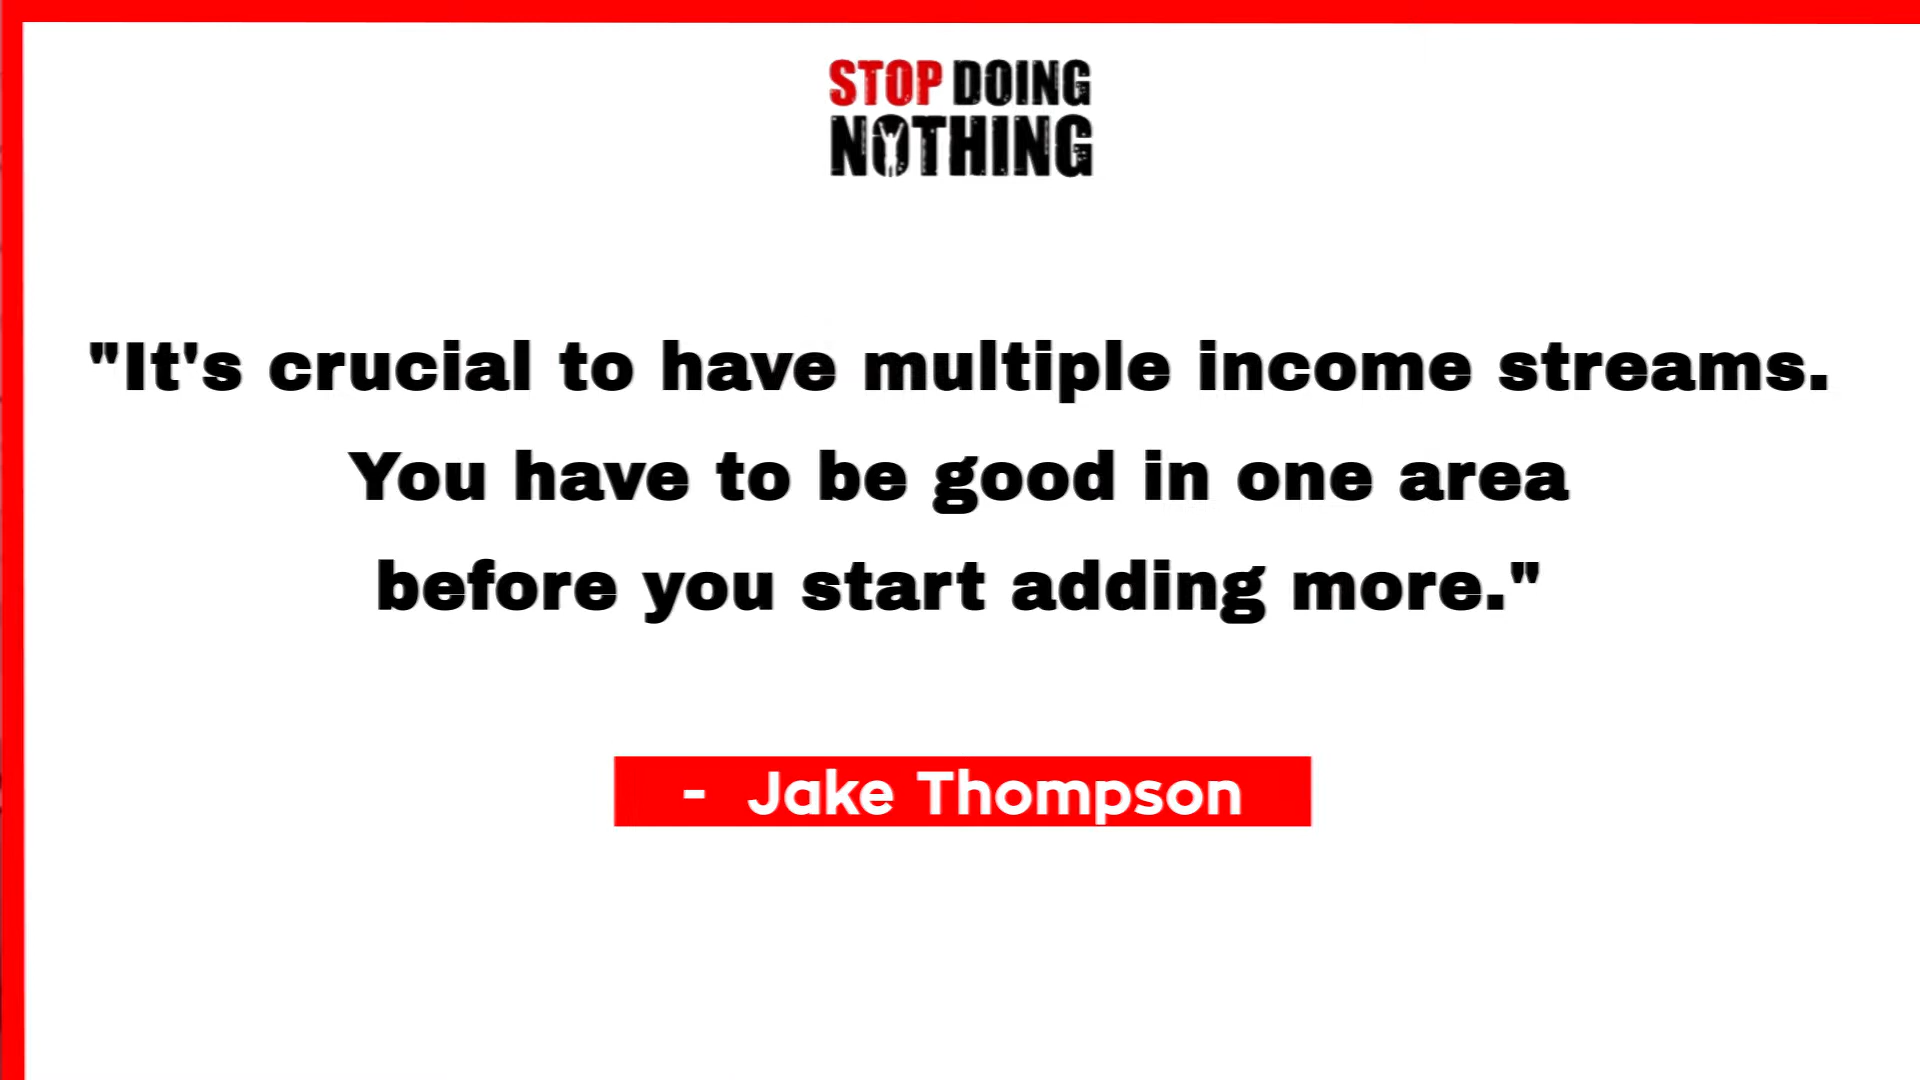 STOP DOING
NOTHING
"It's crucial to have multiple income streams.
You have to be good in one area
before you start adding more."
- Jake Thompson